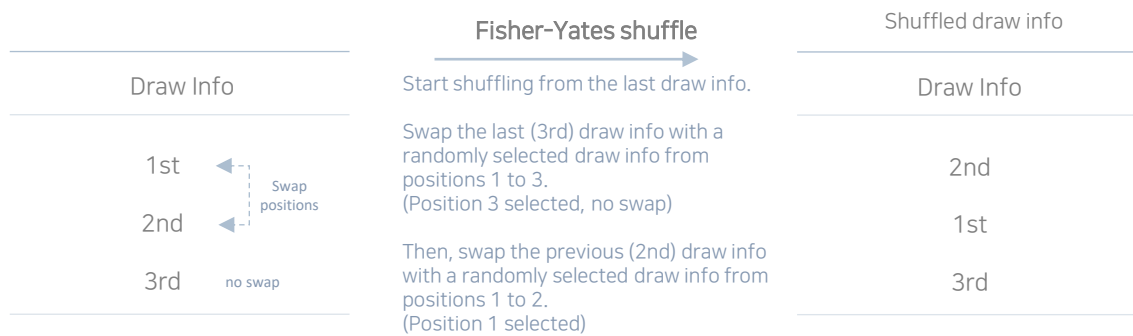 Draw Info
1st
Swap
positions
2nd
3rd
no swap
Fisher-Yates shuffle
Start shuffling from the last draw info.
Swap the last (3rd) draw info with a
randomly selected draw info from
positions 1 to 3.
(Position 3 selected, no swap)
Then, swap the previous (2nd) draw info
with a randomly selected draw info from
positions 1 to 2.
(Position 1 selected)
Shuffled draw info
Draw Info
2nd
1st
3rd